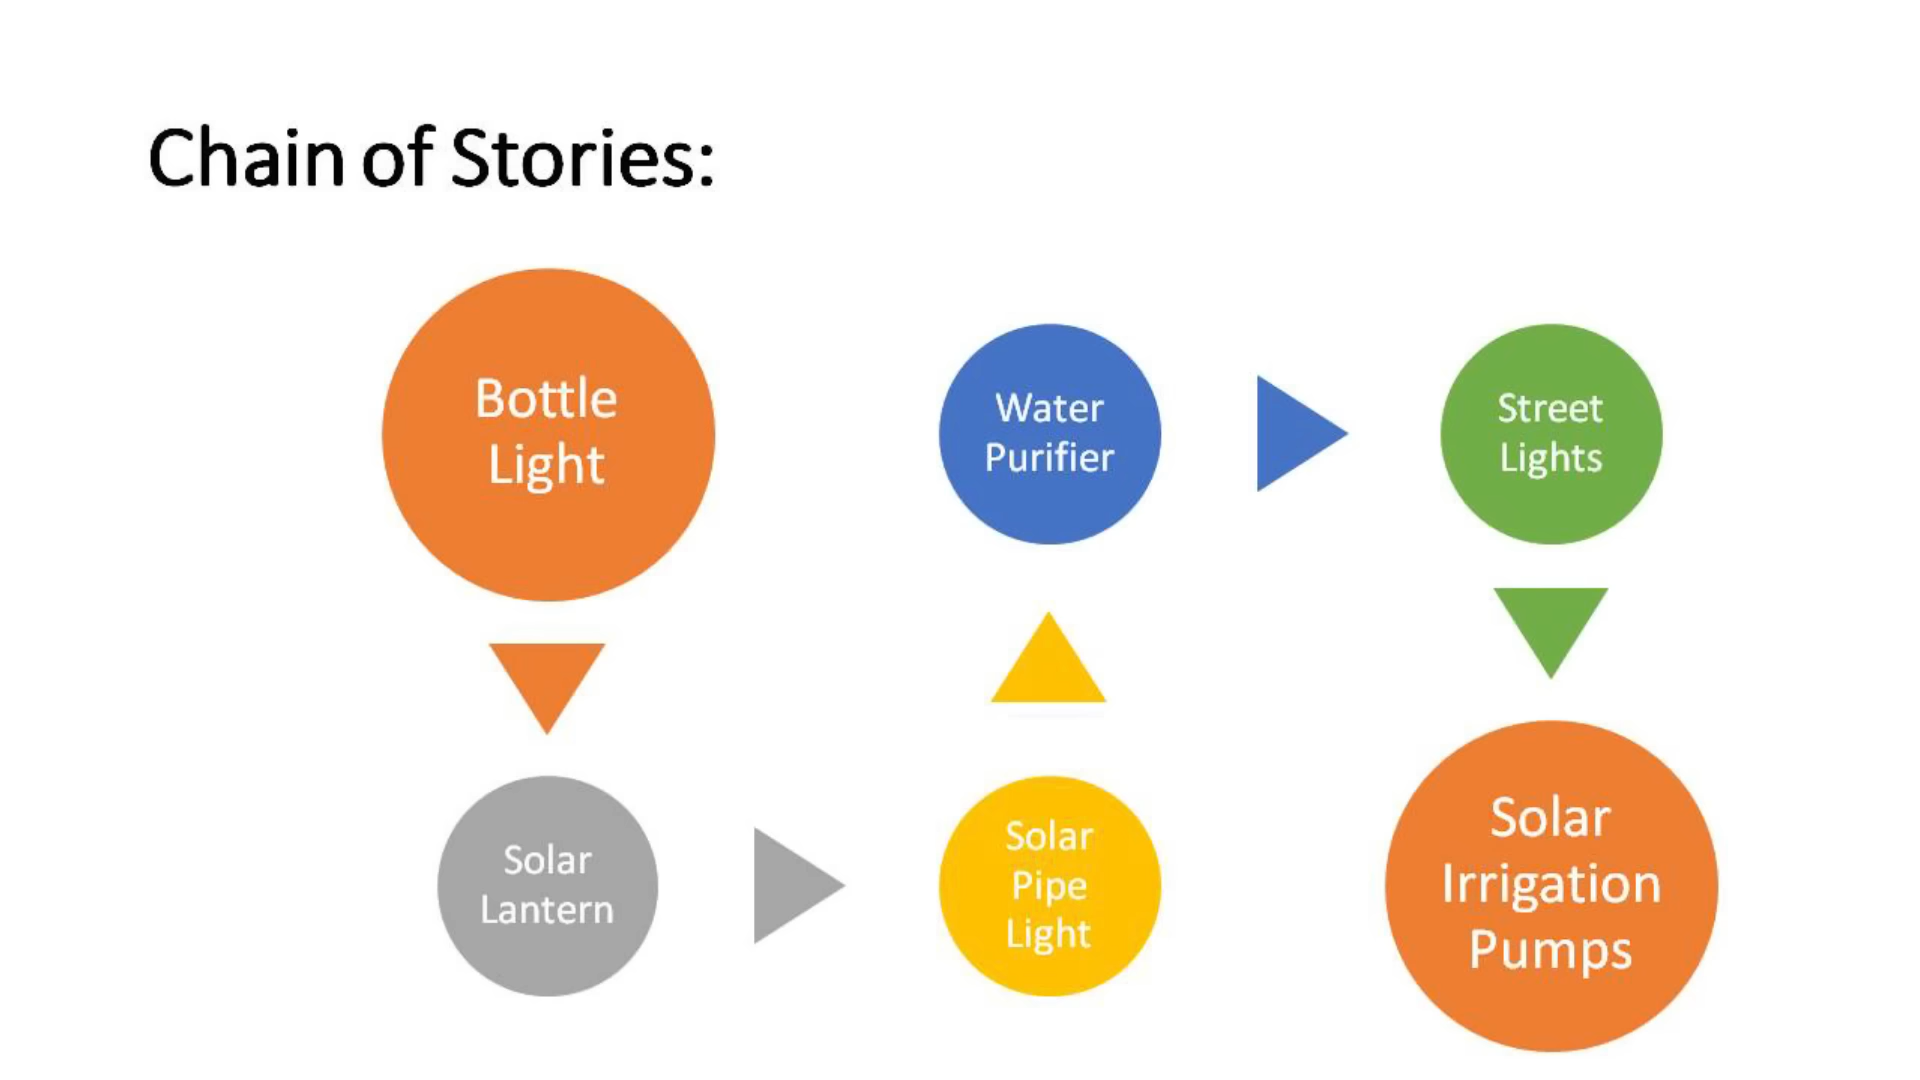 Chain of Stories:
Bottle
Light
Solar
Lantern
Solar
Pipe
Light
Water
Purifier
Street
Lights
Solar
Irrigation
Pumps